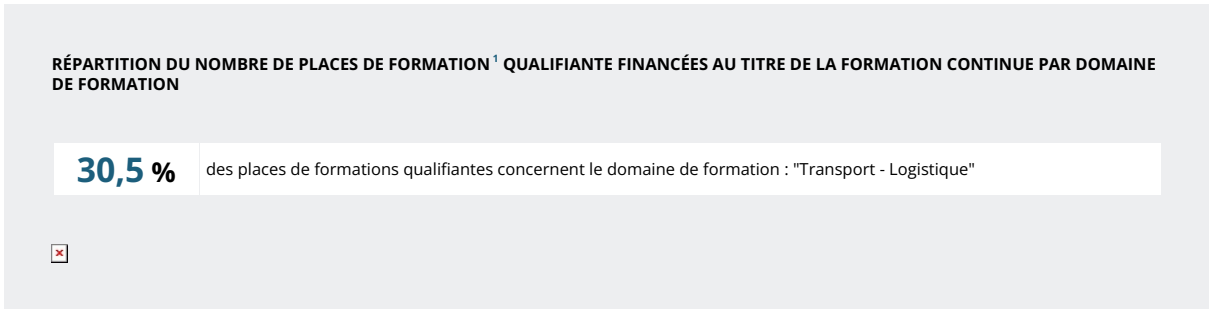 RÉPARTITION DU NOMBRE DE PLACES DE FORMATION ¹ QUALIFIANTE FINANCÉES AU TITRE DE LA FORMATION CONTINUE PAR DOMAINE
DE FORMATION
30,5 % des places de formations qualifiantes concernent le domaine de formation : "Transport - Logistique"